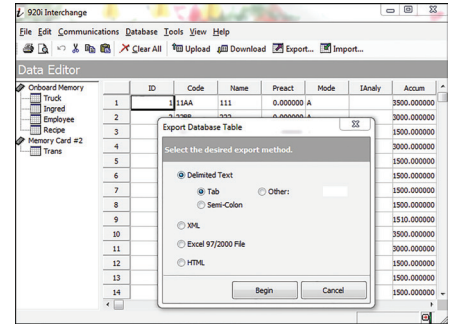 920i Interchange
File Edit Communications Database Tools View Help
Clear All Upload Download Export... Import...
Data Editor
Onboard Memory
Truck
Ingred
Employee
Recipe
Memory Card #2
Trans
ID Code Name Preact Mode IAnaly Accum
1 1 11AA 111 0.000000 A 3500.000000
2 2 22BB 222 0.000000 A 3000.000000
3 1500.000000
4 3000.000000
5 1500.000000
6 1500.000000
7 1500.000000
8 1500.000000
9 1510.000000
10 3500.000000
11 3000.000000
12 1500.000000
13 1500.000000
14 1500.000000
Export Database Table
Select the desired export method.
Delimited Text
Tab Other:
Semi-Colon
XML
Excel 97/2000 File
HTML
Begin Cancel